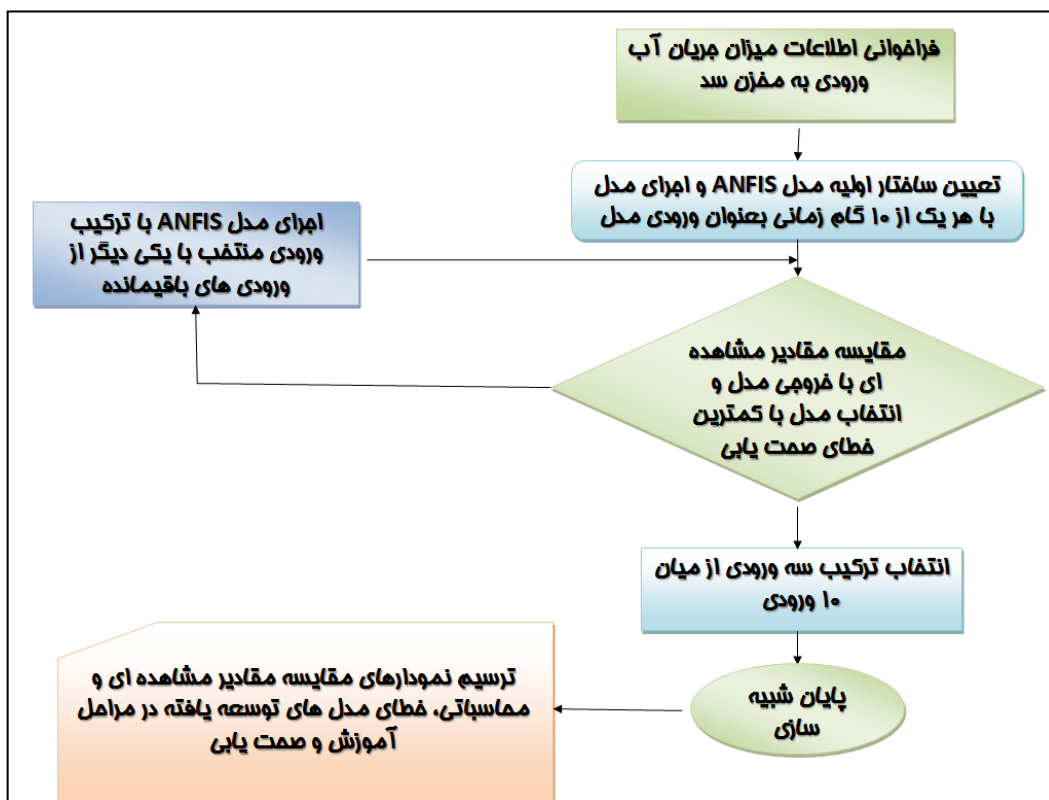 فراخوانی اطلاعات میزان جریان آب
ورودی به مخزن سد
تعیین ساختار اولیه مدل ANFIS و اجرای مدل
با هر یک از ۱۰ گام زمانی بعنوان ورودی مدل
اجرای مدل ANFIS با ترکیب
ورودی منتخب با یکی دیگر از
ورودی های باقیمانده
مقایسه مقادیر مشاهده
ای با خروجی مدل و
انتخاب مدل با کمترین
خطای صحت یابی
انتخاب ترکیب سه ورودی از میان
۱۰ ورودی
پایان شبیه
سازی
ترسیم نمودارهای مقایسه مقادیر مشاهده ای و
محاسباتی، خطای مدل های توسعه یافته در مراحل
آموزش و صحت یابی